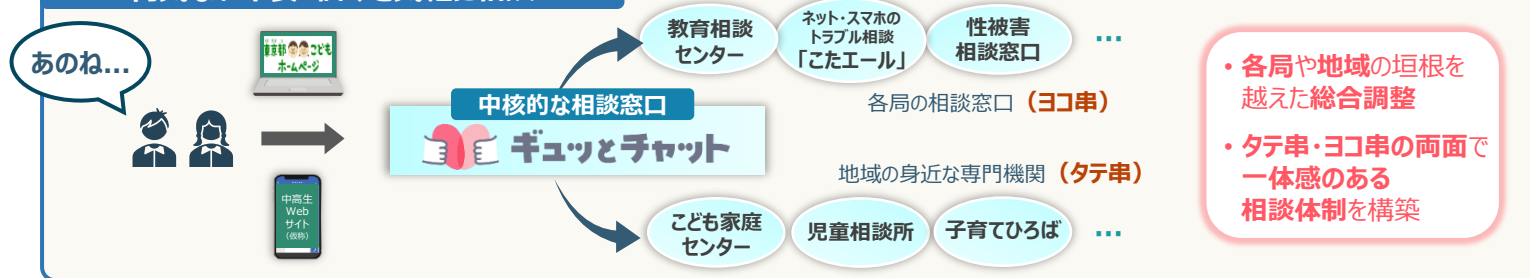 あのね…
東京都こども
ホームページ
中高生
Web
サイト
（仮称）
中核的な相談窓口
ギュッとチャット
教育相談
センター
ネット・スマホの
トラブル相談
「こたエール」
性被害
相談窓口
…
各局の相談窓口（ヨコ串）
地域の身近な専門機関（タテ串）
こども家庭
センター
児童相談所
子育てひろば
…
・各局や地域の垣根を
越えた総合調整
・タテ串・ヨコ串の両面で
一体感のある
相談体制を構築